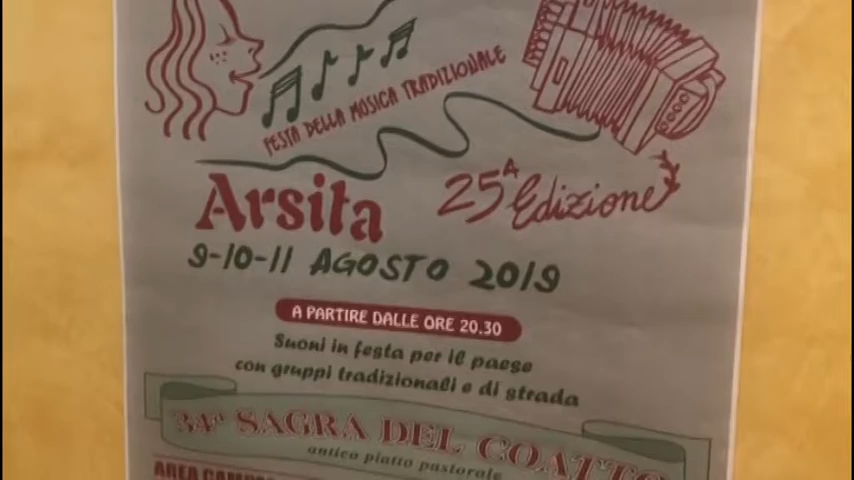 FESTA DELLA MUSICA TRADIZIONALE
Arsita
25A Edizione
9-10-11 AGOSTO 2019
A PARTIRE DALLE ORE 20.30
Suoni in festa per il paese
con gruppi tradizionali e di strada
34a SAGRA DEL COATTO
antico piatto pastorale
AREA